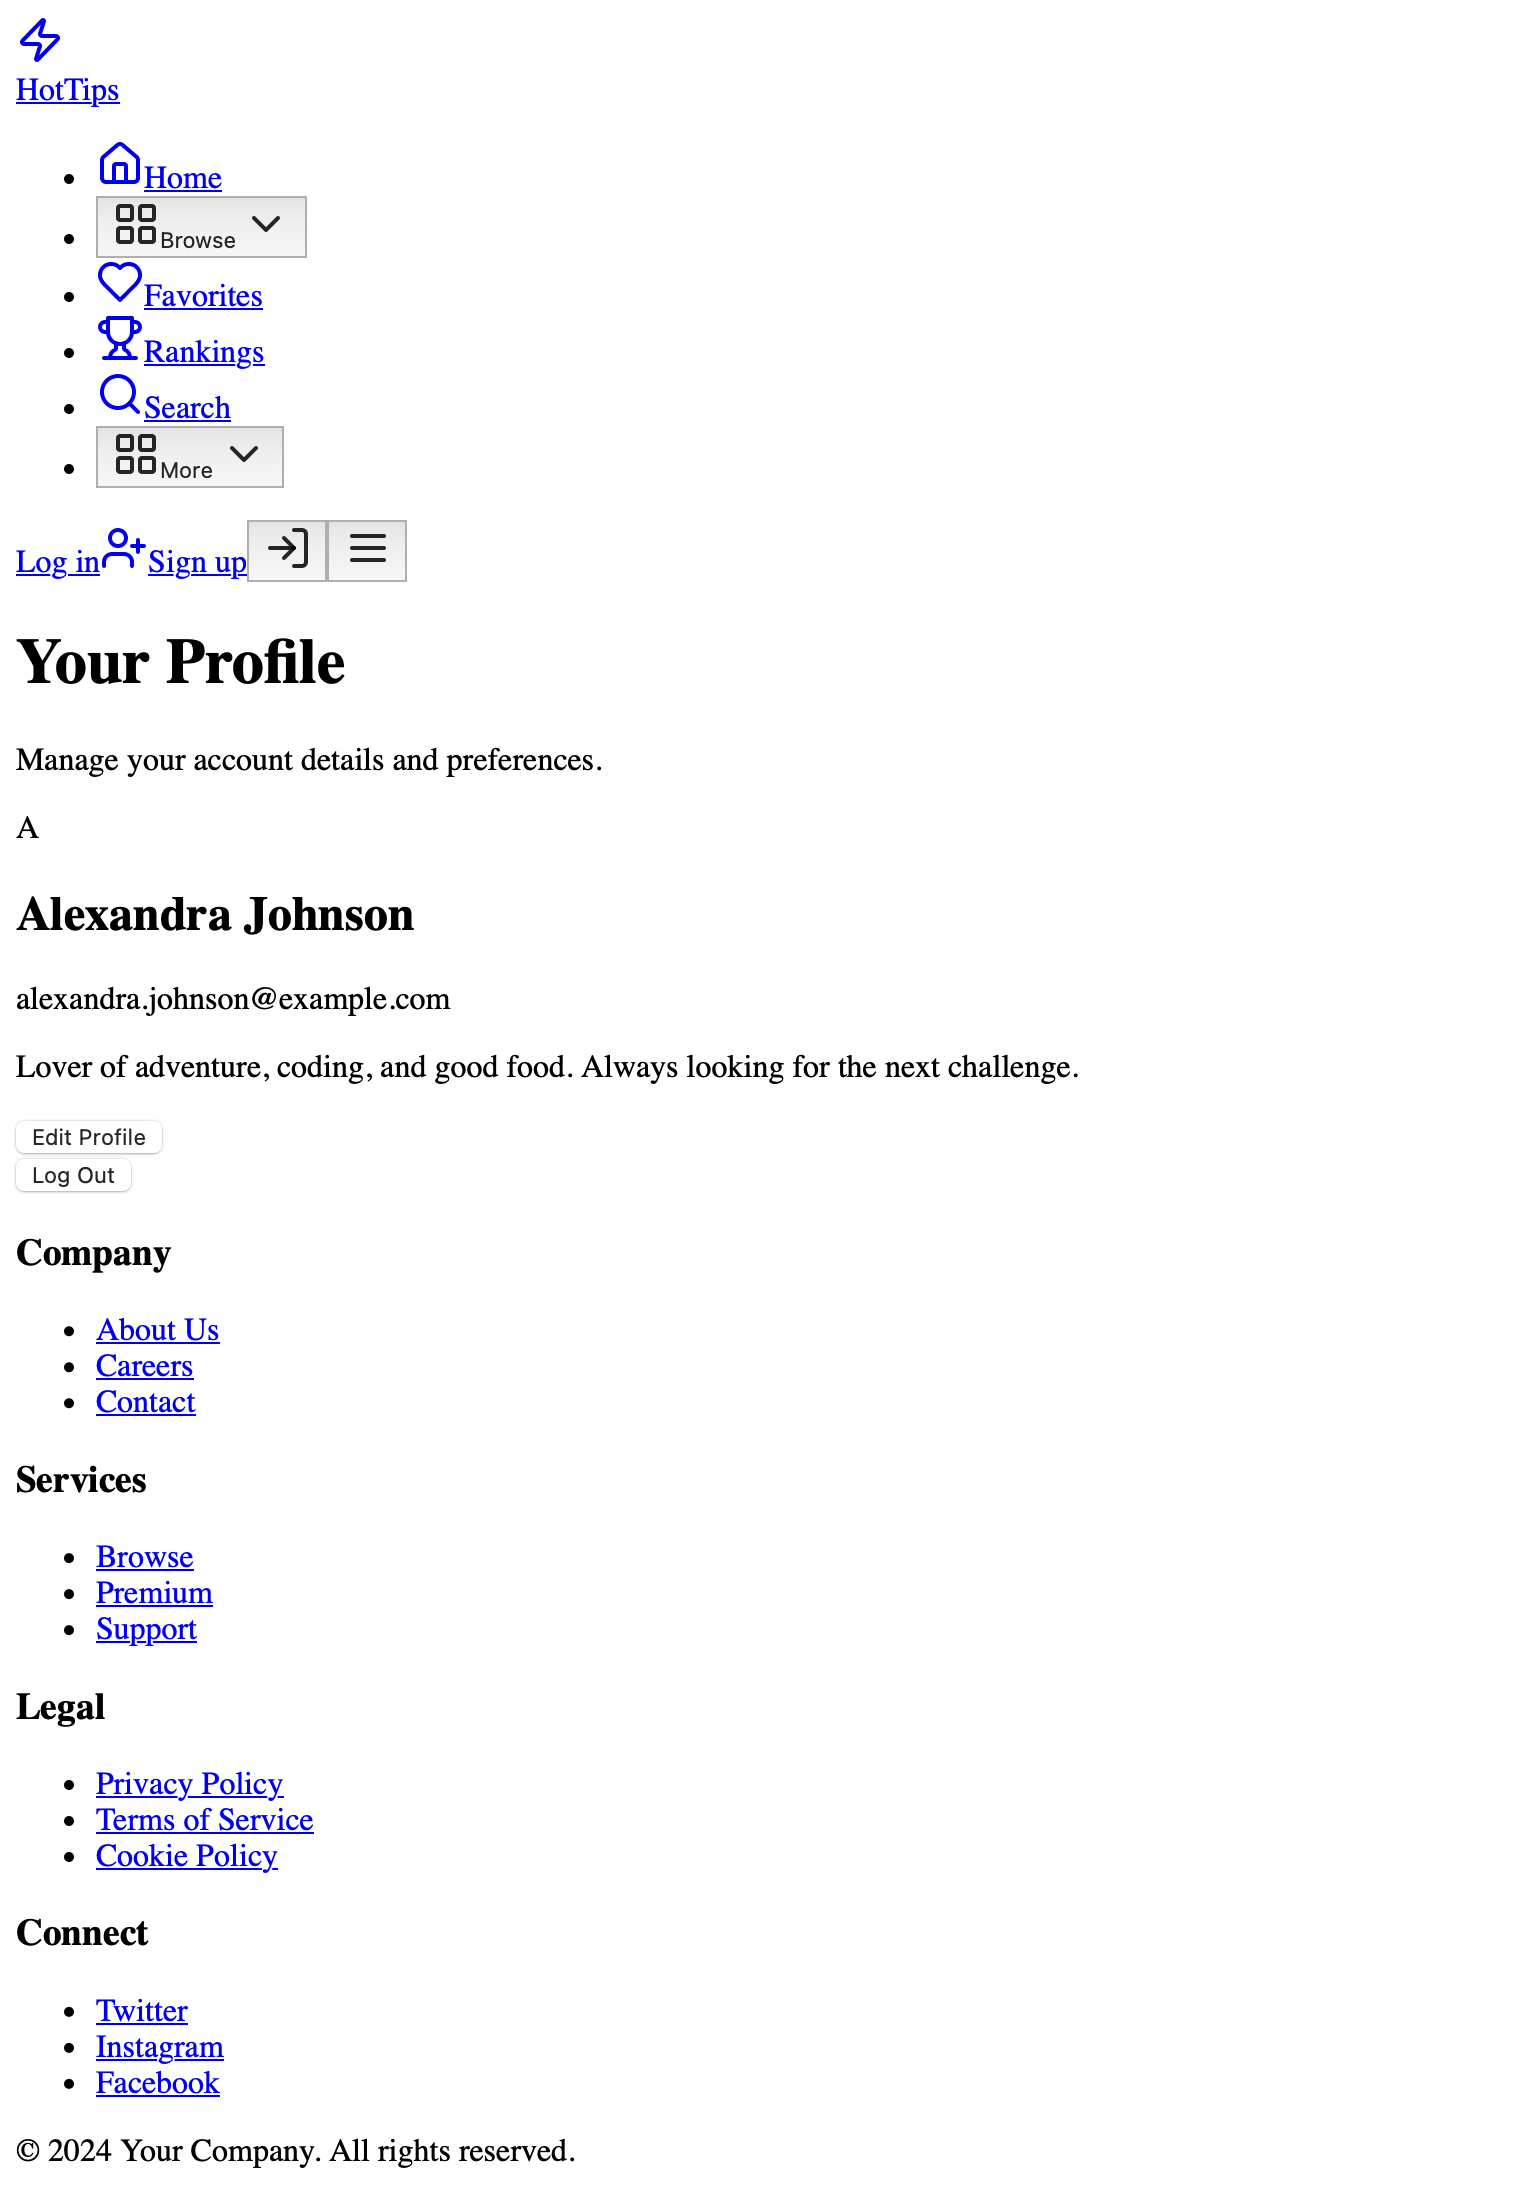 HotTips
Home
Browse
Favorites
Rankings
Search
More
Log in Sign up
Your Profile
Manage your account details and preferences.
A
Alexandra Johnson
alexandra.johnson@example.com
Lover of adventure, coding, and good food. Always looking for the next challenge.
Edit Profile
Log Out
Company
About Us
Careers
Contact
Services
Browse
Premium
Support
Legal
Privacy Policy
Terms of Service
Cookie Policy
Connect
Twitter
Instagram
Facebook
© 2024 Your Company. All rights reserved.